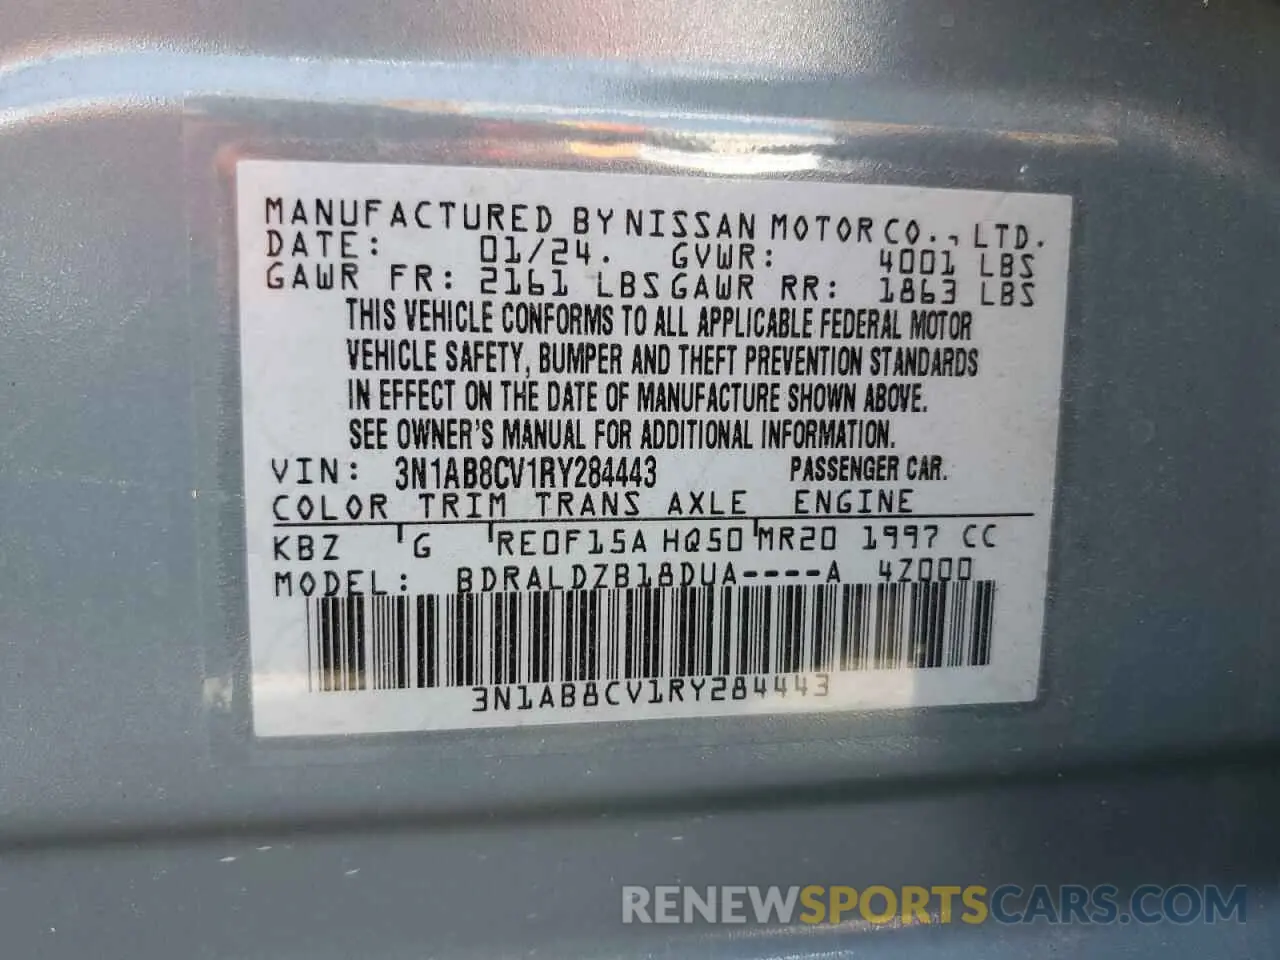 MANUFACTURED BY NISSAN MOTOR CO., LTD.
DATE: 01/24. GVWR: 4001 LBS
GAWR FR: 2161 LBS GAWR RR: 1863 LBS
THIS VEHICLE CONFORMS TO ALL APPLICABLE FEDERAL MOTOR
VEHICLE SAFETY, BUMPER AND THEFT PREVENTION STANDARDS
IN EFFECT ON THE DATE OF MANUFACTURE SHOWN ABOVE.
SEE OWNER'S MANUAL FOR ADDITIONAL INFORMATION.
VIN: 3N1AB8CV1RY284443 PASSENGER CAR.
COLOR TRIM TRANS AXLE ENGINE
KBZ G RE0F15A HQ50 MR20 1997 CC
MODEL: BDRALDZB18DUA----A 4Z000
3N1AB8CV1RY284443
RENEWSPORTSCARS.COM